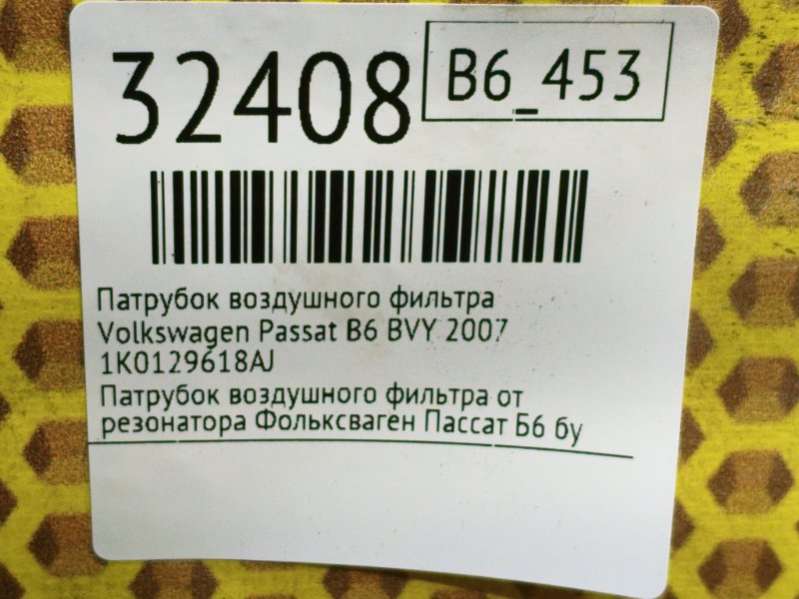 32408
B6_453
Патрубок воздушного фильтра
Volkswagen Passat B6 BVY 2007
1K0129618AJ
Патрубок воздушного фильтра от
резонатора Фольксваген Пассат Б6 бу